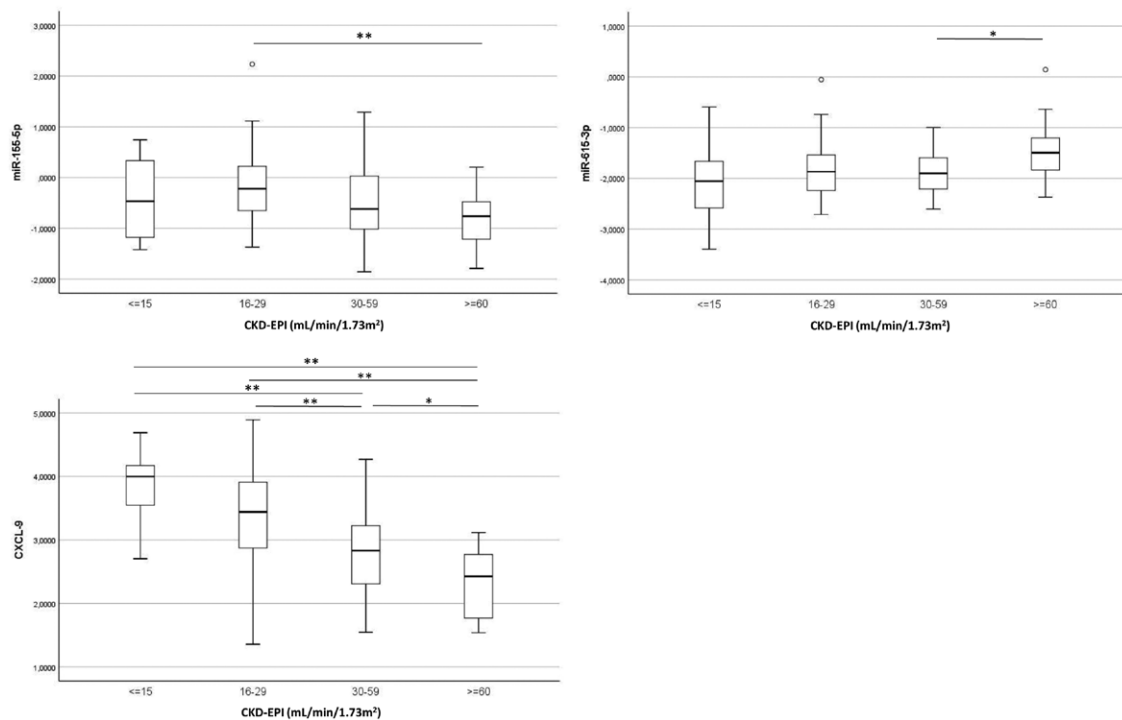 3,0000
**
2,0000
1,0000
,0000
-1,0000
-2,0000
miR-155-5p
<=15 16-29 30-59 >=60
CKD-EPI (mL/min/1.73m²)
1,0000
*
,0000
-1,0000
-2,0000
-3,0000
-4,0000
miR-615-3p
<=15 16-29 30-59 >=60
CKD-EPI (mL/min/1.73m²)
**
**
**
** *
5,0000
4,0000
3,0000
2,0000
1,0000
CXCL-9
<=15 16-29 30-59 >=60
CKD-EPI (mL/min/1.73m²)